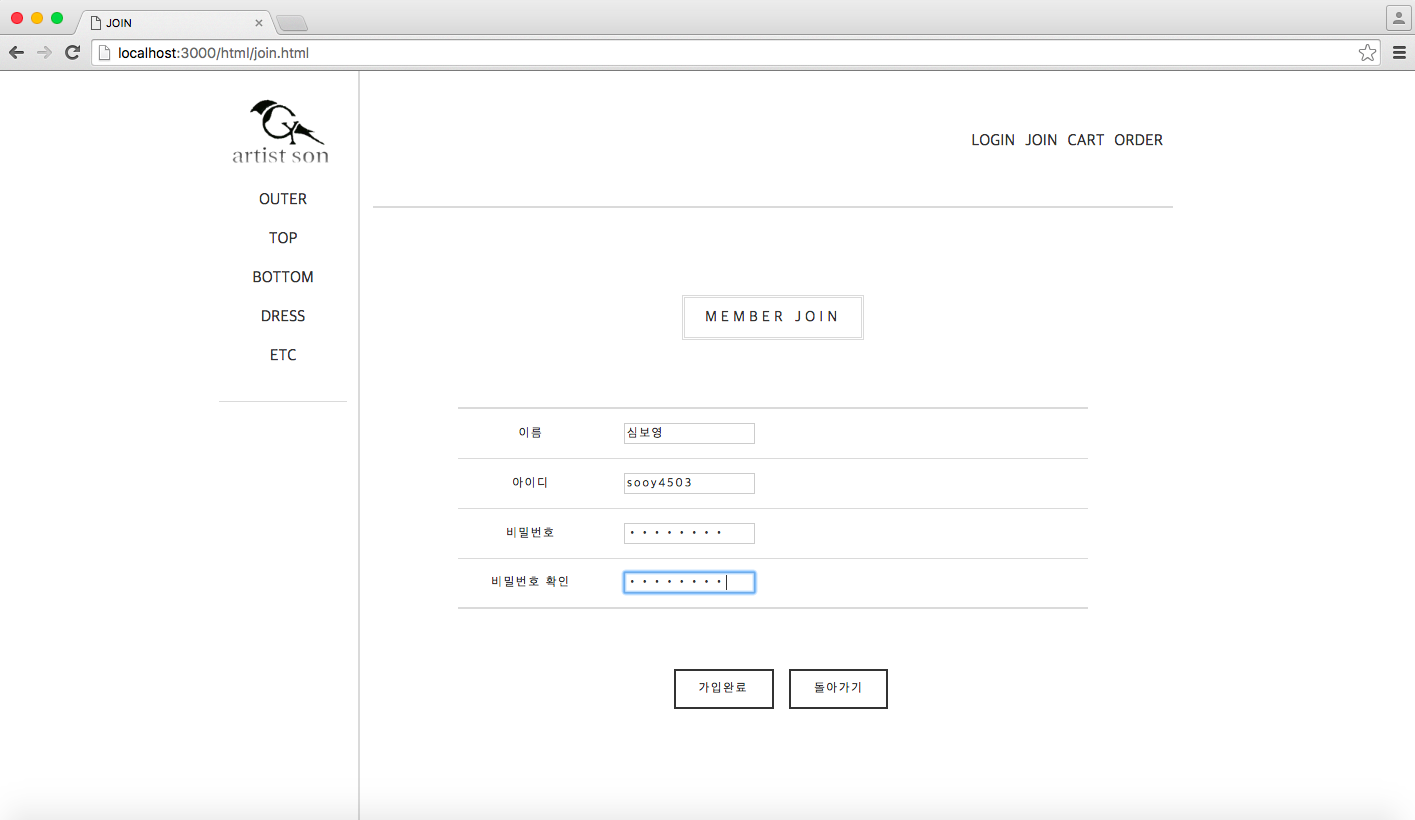 JOIN
localhost:3000/html/join.html
artist son
OUTER
TOP
BOTTOM
DRESS
ETC
LOGIN JOIN CART ORDER
MEMBER JOIN
이름 심보영
아이디 sooy4503
비밀번호 ••••••••
비밀번호 확인 ••••••••
가입완료 돌아가기